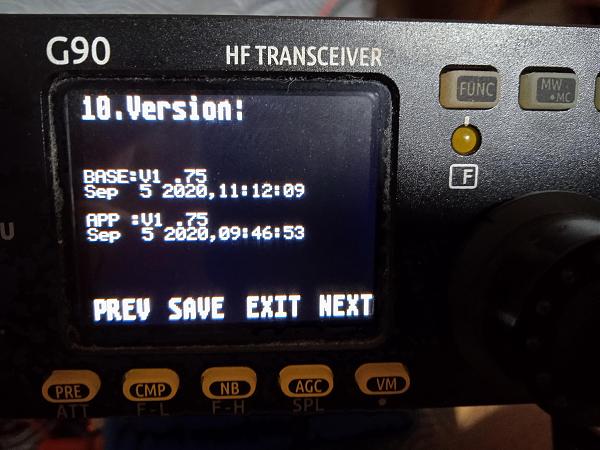 G90 HF TRANSCEIVER
FUNC
MW
•MC
F
10.Version:
BASE:V1 .75
Sep 5 2020,11:12:09
APP :V1 .75
Sep 5 2020,09:46:53
U
PREV SAVE EXIT NEXT
PRE CMP NB AGC VM
ATT F-L F-H SPL •